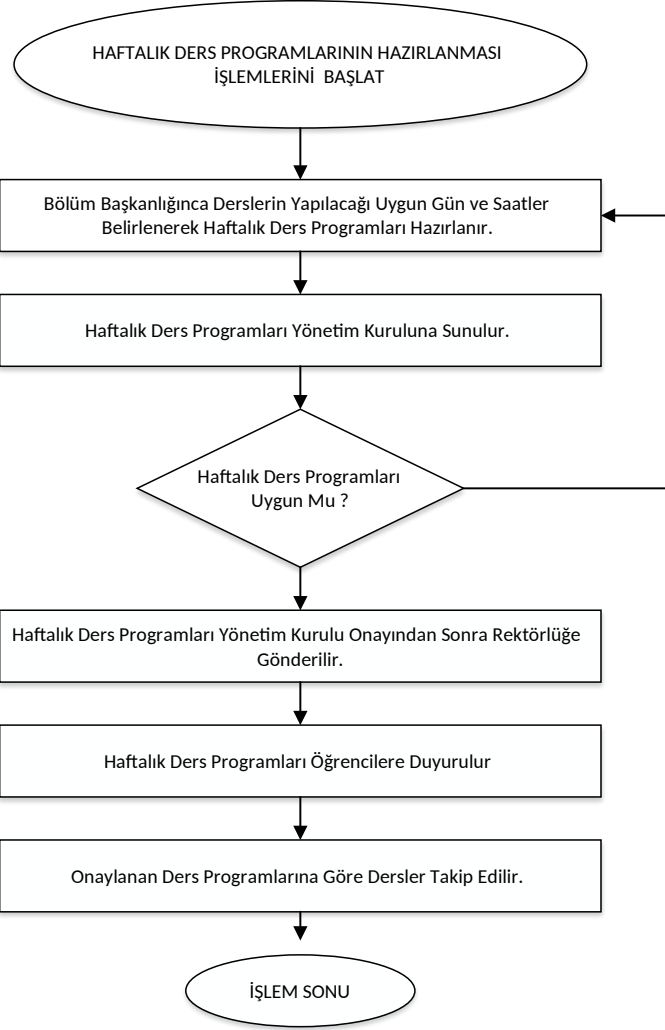 HAFTALIK DERS PROGRAMLARININ HAZIRLANMASI
İŞLEMLERİNİ  BAŞLAT
Bölüm Başkanlığınca Derslerin Yapılacağı Uygun Gün ve Saatler
Belirlenerek Haftalık Ders Programları Hazırlanır.
Haftalık Ders Programları Yönetim Kuruluna Sunulur.
Haftalık Ders Programları
Uygun Mu ?
Haftalık Ders Programları Yönetim Kurulu Onayından Sonra Rektörlüğe
Gönderilir.
Haftalık Ders Programları Öğrencilere Duyurulur
Onaylanan Ders Programlarına Göre Dersler Takip Edilir.
İŞLEM SONU